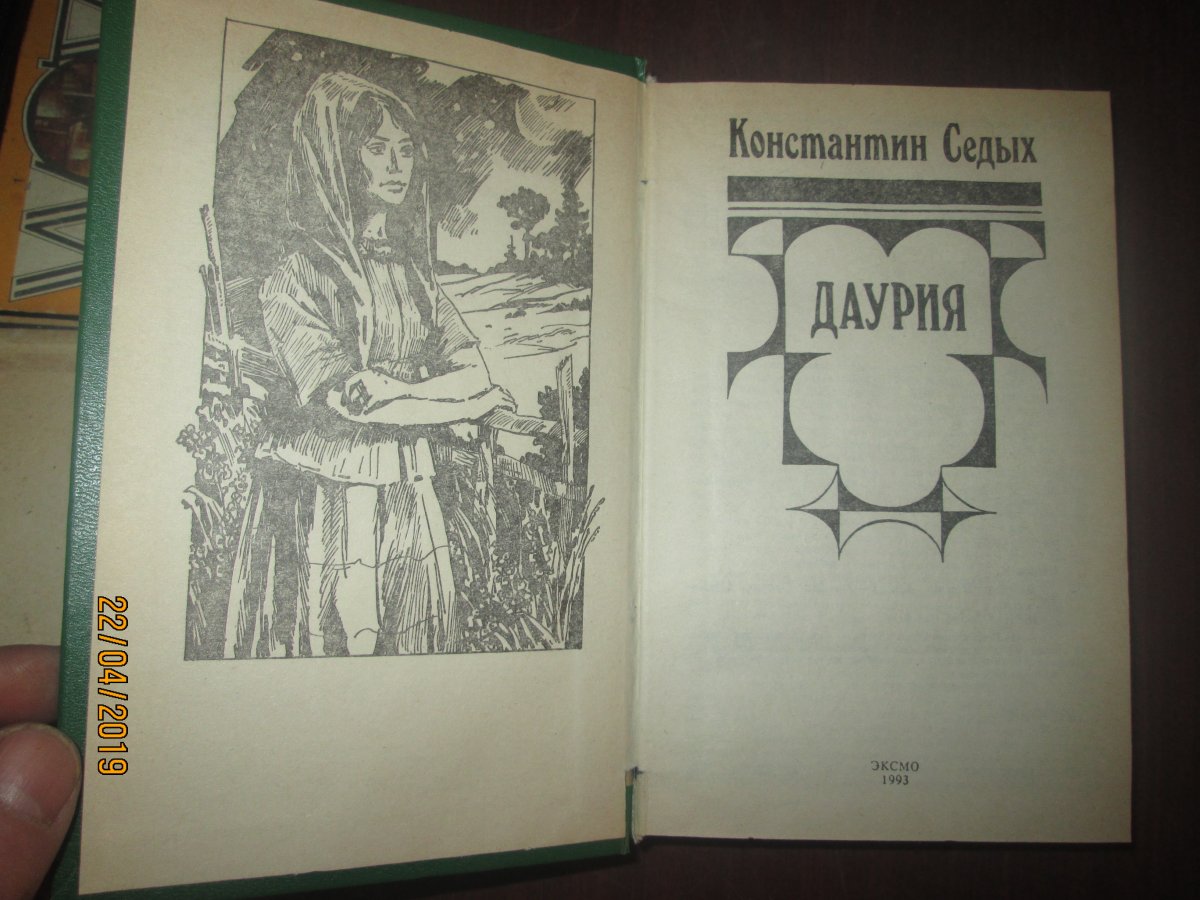 Константин Седых
ДАУРИЯ
ЭКСМО
1993
22/04/2019